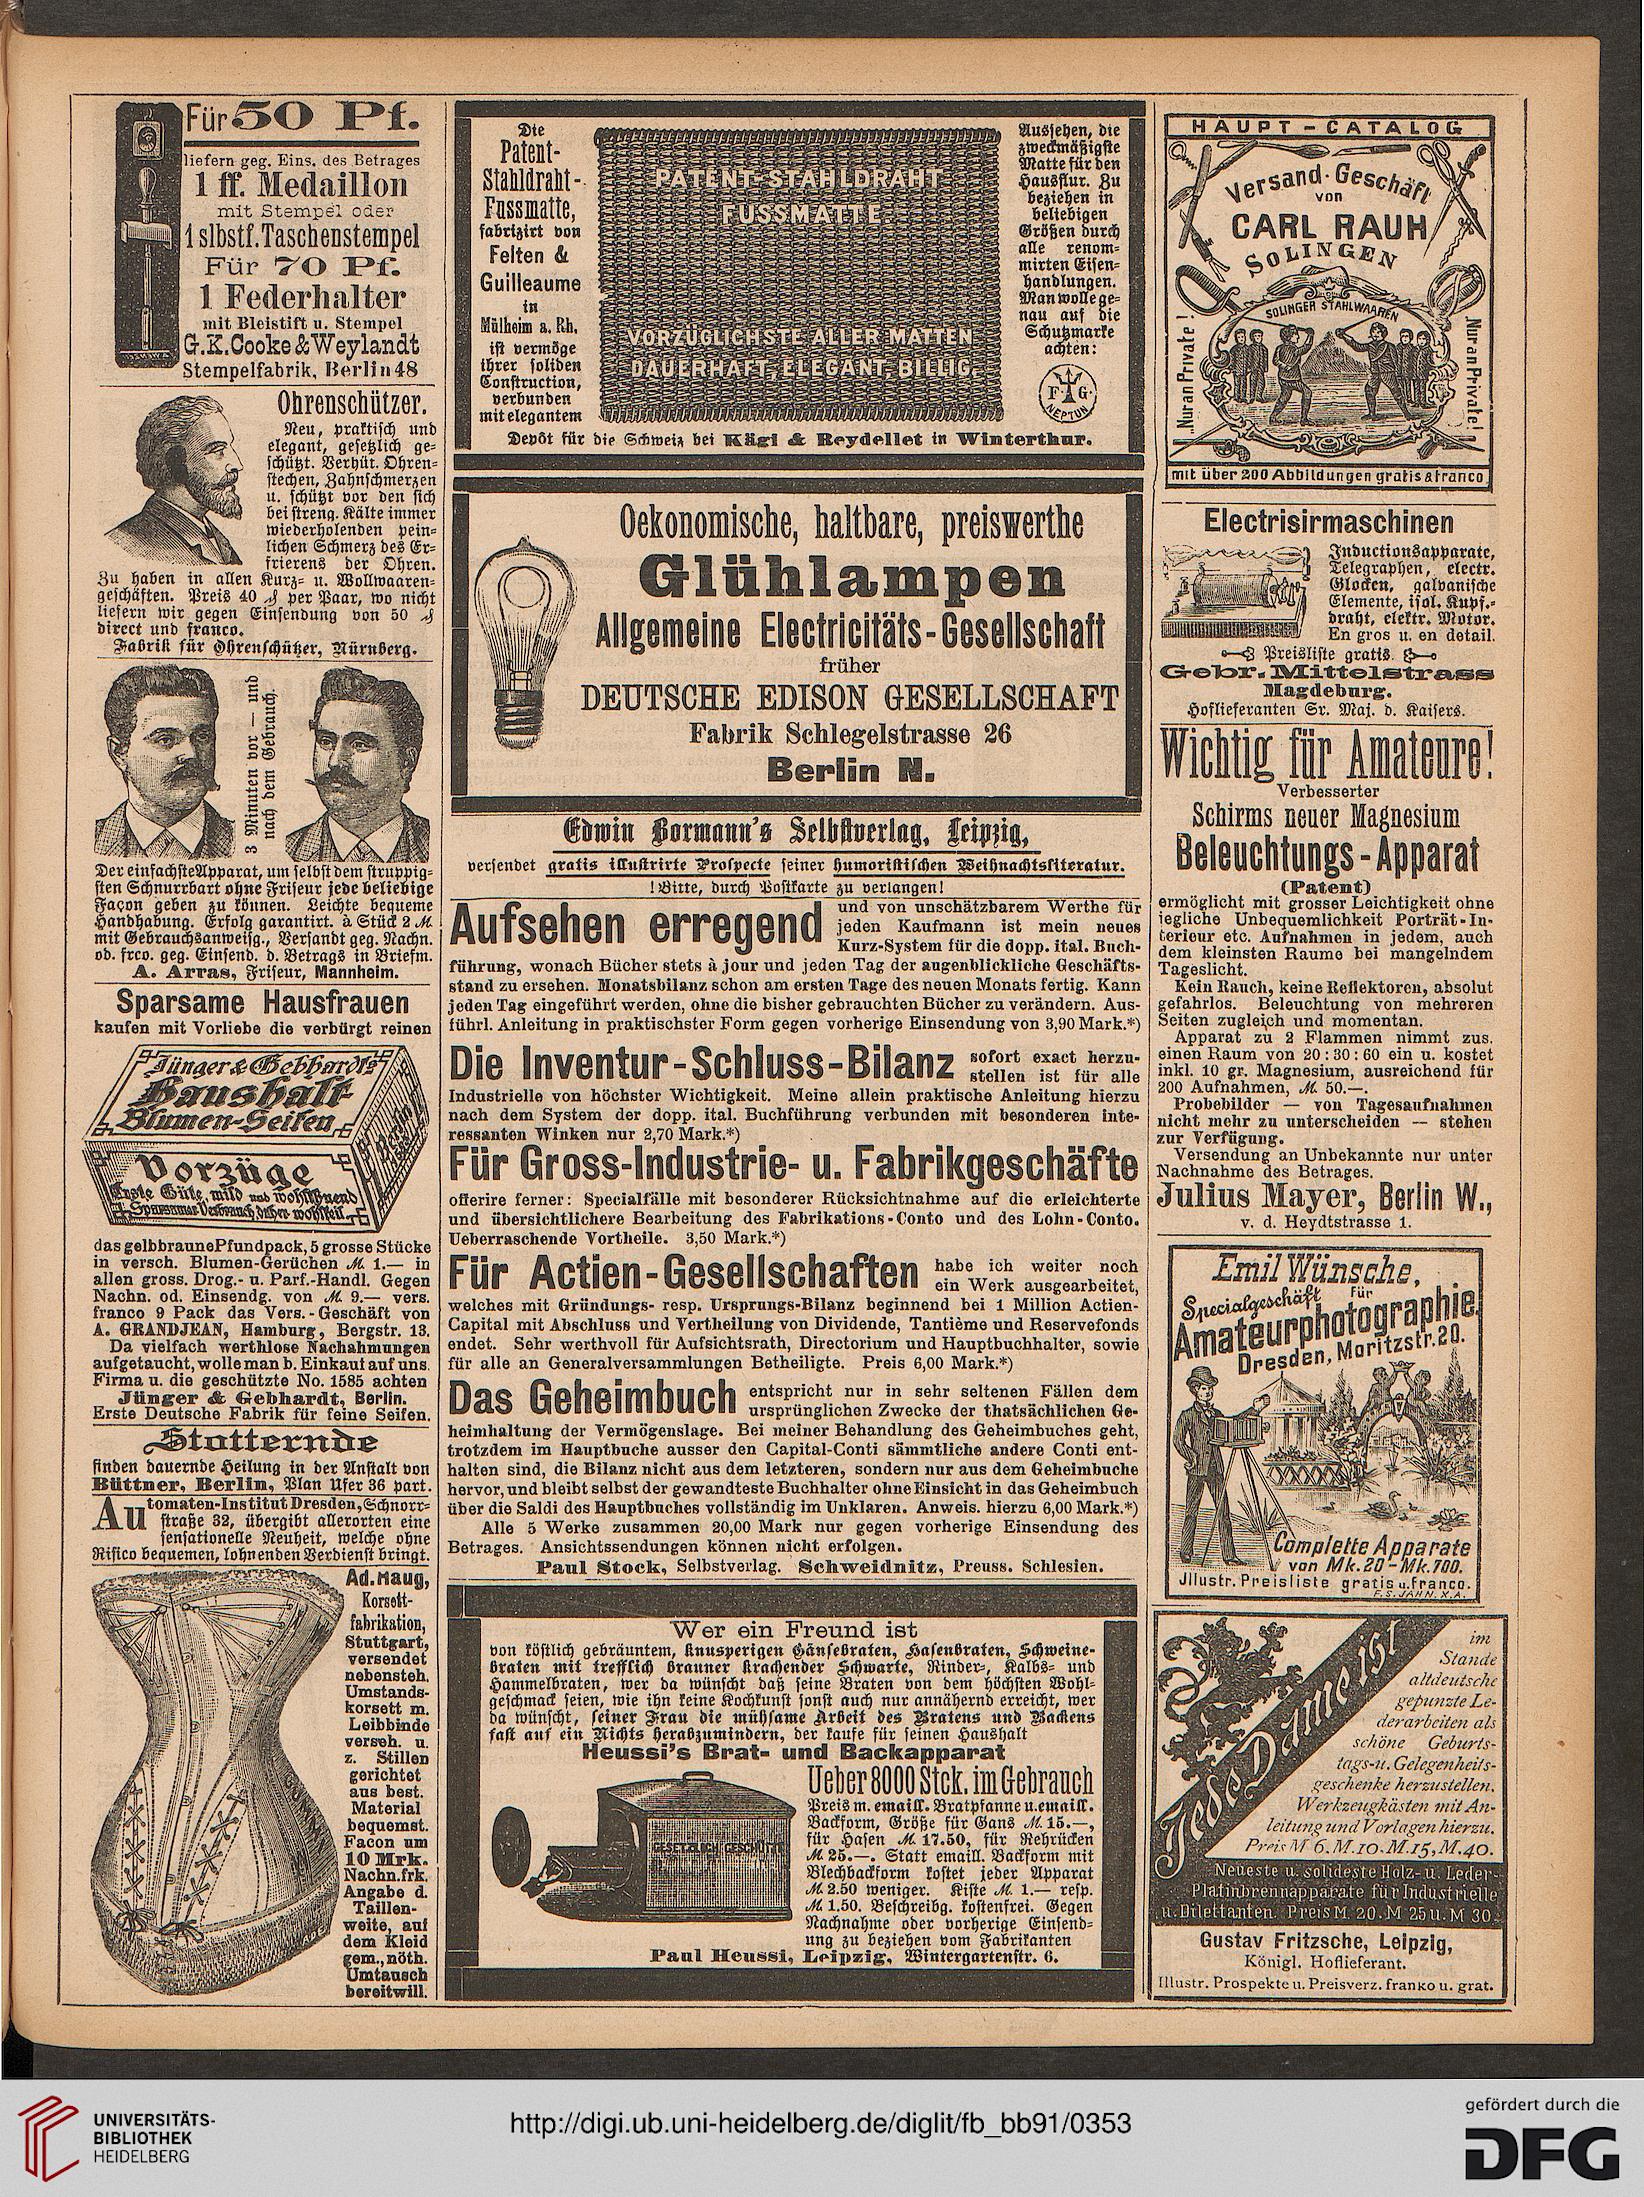 Für 50 Pf.
liefern geg. Eins. des Betrages
1 ff. Medaillon
mit Stempel oder
1 slbstf. Taschenstempel
Für 70 Pf.
1 Federhalter
mit Bleistift u. Stempel
G.K. Cooke & Weylandt
Stempelfabrik, Berlin 48
Ohrenschützer.
Neu, praktisch und
elegant, gesetzlich ge-
schützt. Verhüt. Ohren-
stechen, Zahnschmerzen
u. schützt vor den sich
bei streng. Kälte immer
wiederholenden pein-
lichen Schmerz des Er-
frierens der Ohren.
Zu haben in allen Kurz- u. Wollwaaren-
geschäften. Preis 40 ₰ per Paar, wo nicht
liefern wir gegen Einsendung von 50 ₰
direct und franco.
Fabrik für Ohrenschützer, Nürnberg.
3 Minuten vor — und
nach dem Gebrauch.
Der einfachste Apparat, um selbst dem struppig-
sten Schnurrbart ohne Friseur jede beliebige
Façon geben zu können. Leichte bequeme
Handhabung. Erfolg garantirt. à Stück 2 M.
mit Gebrauchsanweisg., Versandt geg. Nachn.
od. frco. geg. Einsend. d. Betrags in Briefm.
A. Arras, Friseur, Mannheim.
Sparsame Hausfrauen
kaufen mit Vorliebe die verbürgt reinen
Jünger & Gebhardt's
Haushalt
Blumen-Seifen
Vorzüge
Erste Güte, mild und wohlthuend
Sparsamer Verbrauch, daher wohlfeil.
das gelbbraune Pfundpack, 5 grosse Stücke
in versch. Blumen-Gerüchen M. 1.— in
allen gross. Drog.- u. Parf.-Handl. Gegen
Nachn. od. Einsendg. von M. 9.— vers.
franco 9 Pack das Vers.-Geschäft von
A. GRANDJEAN, Hamburg, Bergstr. 13.
Da vielfach werthlose Nachahmungen
aufgetaucht, wolle man b. Einkauf auf uns.
Firma u. die geschützte No. 1585 achten
Jünger & Gebhardt, Berlin.
Erste Deutsche Fabrik für feine Seifen.
Stotternde
finden dauernde Heilung in der Anstalt von
Büttner, Berlin, Plan Ufer 36 part.
Automaten-Institut Dresden, Schnorr-
straße 32, übergibt allerorten eine
sensationelle Neuheit, welche ohne
Risico bequemen, lohnenden Verdienst bringt.
Ad. Haug,
Korsett-
fabrikation,
Stuttgart,
versendet
nebensteh.
Umstands-
korsett m.
Leibbinde
verseh. u.
z. Stillen
gerichtet
aus best.
Material
bequemst.
Facon um
10 Mrk.
Nachn. frk.
Angabe d.
Taillen-
weite, auf
dem Kleid
gem., nöth.
Umtausch
bereitwill.
Die
Patent-
Stahldraht-
Fussmatte,
fabrizirt von
Felten &
Guilleaume
in
Mülheim a. Rh.
ist vermöge
ihrer soliden
Construction,
verbunden
mit elegantem
PATENT-STAHLDRAHT
FUSSMATTE.
VORZÜGLICHSTE ALLER MATTEN
DAUERHAFT, ELEGANT, BILLIG.
Aussehen, die
zweckmäßigste
Matte für den
Hausflur. Zu
beziehen in
beliebigen
Größen durch
alle renom-
mirten Eisen-
handlungen.
Man wolle ge-
nau auf die
Schutzmarke
achten:
F G
NEPTUN
Depôt für die Schweiz bei Kägi & Reydellet in Winterthur.
Oekonomische, haltbare, preiswerthe
Glühlampen
Allgemeine Electricitäts-Gesellschaft
früher
DEUTSCHE EDISON GESELLSCHAFT
Fabrik Schlegelstrasse 26
Berlin N.
Edwin Bormann's Selbstverlag, Leipzig,
versendet gratis illustrirte Prospecte seiner humoristischen Weihnachtsliteratur.
!Bitte, durch Postkarte zu verlangen!
Aufsehen erregend und von unschätzbarem Werthe für
jeden Kaufmann ist mein neues
Kurz-System für die dopp. ital. Buch-
führung, wonach Bücher stets à jour und jeden Tag der augenblickliche Geschäfts-
stand zu ersehen. Monatsbilanz schon am ersten Tage des neuen Monats fertig. Kann
jeden Tag eingeführt werden, ohne die bisher gebrauchten Bücher zu verändern. Aus-
führl. Anleitung in praktischster Form gegen vorherige Einsendung von 3,90 Mark.*)
Die Inventur-Schluss-Bilanz sofort exact herzu-
stellen ist für alle
Industrielle von höchster Wichtigkeit. Meine allein praktische Anleitung hierzu
nach dem System der dopp. ital. Buchführung verbunden mit besonderen inte-
ressanten Winken nur 2,70 Mark.*)
Für Gross-Industrie- u. Fabrikgeschäfte
offerire ferner: Specialfälle mit besonderer Rücksichtnahme auf die erleichterte
und übersichtlichere Bearbeitung des Fabrikations-Conto und des Lohn-Conto.
Ueberraschende Vortheile. 3,50 Mark.*)
Für Actien-Gesellschaften habe ich weiter noch
ein Werk ausgearbeitet,
welches mit Gründungs- resp. Ursprungs-Bilanz beginnend bei 1 Million Actien-
Capital mit Abschluss und Vertheilung von Dividende, Tantième und Reservefonds
endet. Sehr werthvoll für Aufsichtsrath, Directorium und Hauptbuchhalter, sowie
für alle an Generalversammlungen Betheiligte. Preis 6,00 Mark.*)
Das Geheimbuch entspricht nur in sehr seltenen Fällen dem
ursprünglichen Zwecke der thatsächlichen Ge-
heimhaltung der Vermögenslage. Bei meiner Behandlung des Geheimbuches geht,
trotzdem im Hauptbuche ausser den Capital-Conti sämmtliche andere Conti ent-
halten sind, die Bilanz nicht aus dem letzteren, sondern nur aus dem Geheimbuche
hervor, und bleibt selbst der gewandteste Buchhalter ohne Einsicht in das Geheimbuch
über die Saldi des Hauptbuches vollständig im Unklaren. Anweis. hierzu 6,00 Mark.*)
Alle 5 Werke zusammen 20,00 Mark nur gegen vorherige Einsendung des
Betrages. Ansichtssendungen können nicht erfolgen.
Paul Stock, Selbstverlag. Schweidnitz, Preuss. Schlesien.
Wer ein Freund ist
von köstlich gebräuntem, knusperigen Gänsebraten, Hasenbraten, Schweine-
braten mit trefflich brauner krachender Schwarte, Rinder-, Kalbs- und
Hammelbraten, wer da wünscht daß seine Braten von dem höchsten Wohl-
geschmack seien, wie ihn keine Kochkunst sonst auch nur annähernd erreicht, wer
da wünscht, seiner Frau die mühsame Arbeit des Bratens und Backens
fast auf ein Nichts herabzumindern, der kaufe für seinen Haushalt
Heussi's Brat- und Backapparat
GESETZLICH GESCHÜTZT
Ueber 8000 Stck. im Gebrauch
Preis m. emaill. Bratpfanne u. emaill.
Backform, Größe für Gans M. 15.—,
für Hasen M. 17.50, für Rehrücken
M. 25.—. Statt emaill. Backform mit
Blechbackform kostet jeder Apparat
M. 2.50 weniger. Kiste M. 1.— resp.
M. 1.50. Beschreibg. kostenfrei. Gegen
Nachnahme oder vorherige Einsend-
ung zu beziehen vom Fabrikanten
Paul Heussi, Leipzig, Wintergartenstr. 6.
HAUPT-CATALOG
Versand-Geschäft
von
CARL RAUH
SOLINGEN
SOLINGER STAHLWAAREN
„Nur an Private!
Nur an Private!
mit über 200 Abbildungen gratis & franco
Electrisirmaschinen
Inductionsapparate,
Telegraphen, electr.
Glocken, galvanische
Elemente, isol. Kupf.-
draht, elektr. Motor.
En gros u. en detail.
Preisliste gratis.
Gebr. Mittelstrass
Magdeburg.
Hoflieferanten Sr. Maj. d. Kaisers.
Wichtig für Amateure!
Verbesserter
Schirms neuer Magnesium
Beleuchtungs-Apparat
(Patent)
ermöglicht mit grosser Leichtigkeit ohne
jegliche Unbequemlichkeit Porträt-In-
terieur etc. Aufnahmen in jedem, auch
dem kleinsten Raume bei mangelndem
Tageslicht.
Kein Rauch, keine Reflektoren, absolut
gefahrlos. Beleuchtung von mehreren
Seiten zugleich und momentan.
Apparat zu 2 Flammen nimmt zus.
einen Raum von 20:30:60 ein u. kostet
inkl. 10 gr. Magnesium, ausreichend für
200 Aufnahmen, M. 50.—.
Probebilder — von Tagesaufnahmen
nicht mehr zu unterscheiden — stehen
zur Verfügung.
Versendung an Unbekannte nur unter
Nachnahme des Betrages.
Julius Mayer, Berlin W.,
v. d. Heydtstrasse 1.
Emil Wünsche,
Specialgeschäft für
Amateurphotographie
Dresden, Moritzstr. 20.
Complette Apparate
von Mk. 20-Mk. 700.
Jllustr. Preisliste gratis u. franco.
F.S. JAHN. X.A.
Jedes Dame ist
im
Stande
altdeutsche
gepunzte Le-
derarbeiten als
schöne Geburts-
tags-u. Gelegenheits-
geschenke herzustellen.
Werkzeugkästen mit An-
leitung und Vorlagen hierzu.
Preis M. 6. M. 10. M. 15, M. 40.
Neueste u. solideste Holz- u. Leder-
Platinbrennapparate für Industrielle
u. Dilettanten. Preis M. 20. M 25 u. M 30.
Gustav Fritzsche, Leipzig,
Königl. Hoflieferant.
Illustr. Prospekte u. Preisverz. franko u. grat.
UNIVERSITÄTS-
BIBLIOTHEK
HEIDELBERG
http://digi.ub.uni-heidelberg.de/diglit/fb_bb91/0353
gefördert durch die
DFG